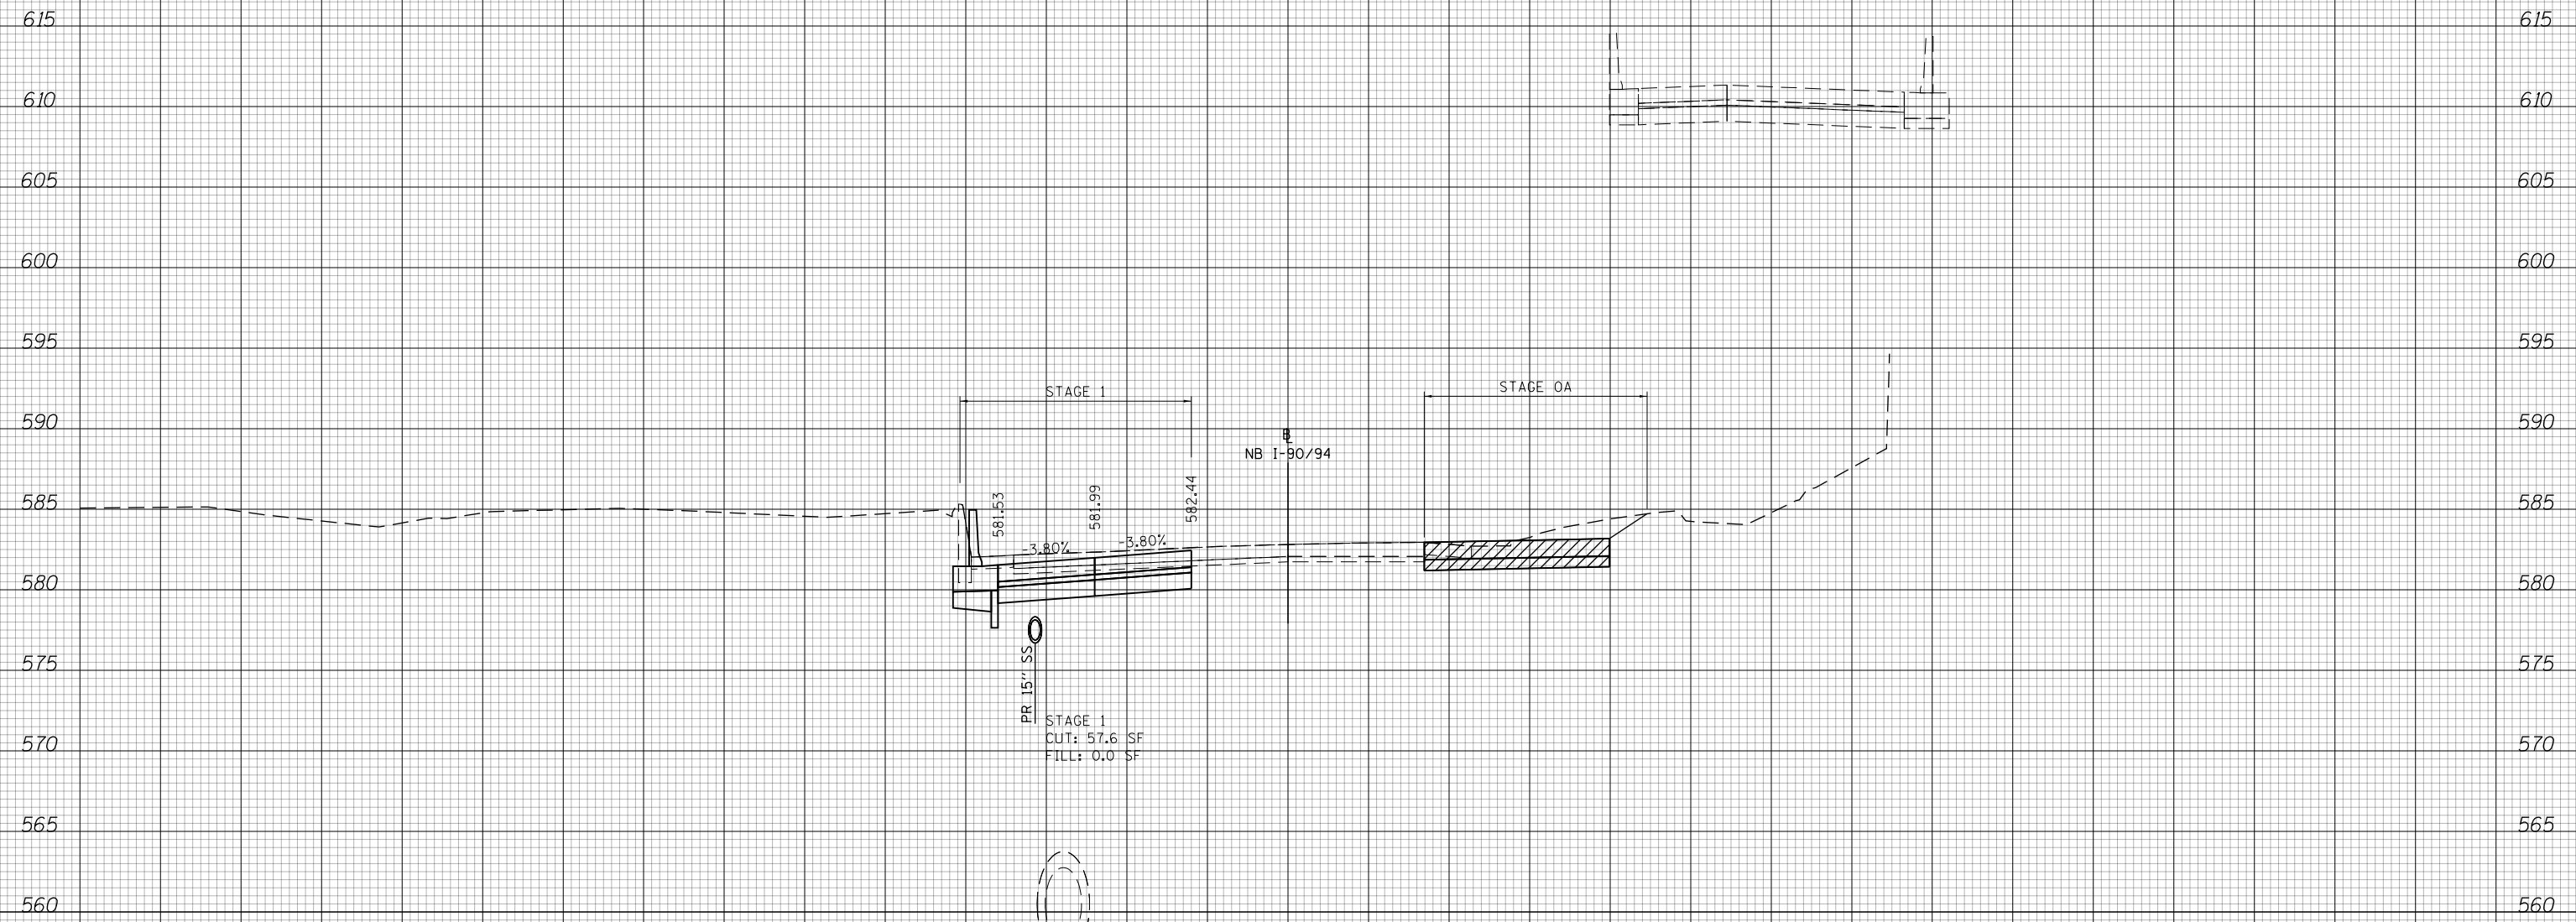 615 615
610 610
605 605
600 600
595 595
STAGE 1 STAGE 0A
590 590
BL
NB I-90/94
585 581.53 581.99 582.44 585
-3.80% -3.80%
580 580
575 575
PR 15" SS
STAGE 1
CUT: 57.6 SF
570 570
FILL: 0.0 SF
565 565
560 560